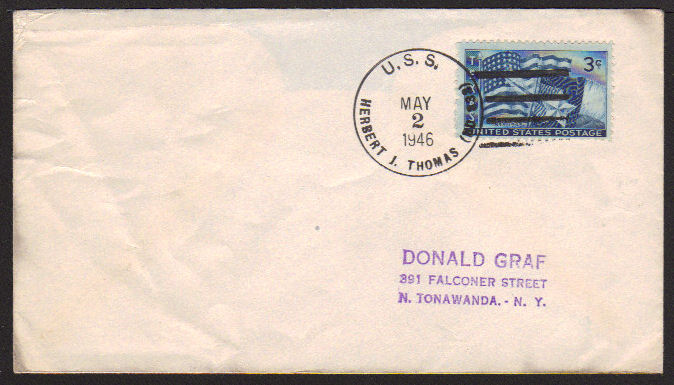 U. S. S.
HERBERT J. THOMAS
MAY
2
1946
3¢
UNITED STATES POSTAGE
DONALD GRAF
391 FALCONER STREET
N. TONAWANDA. - N. Y.